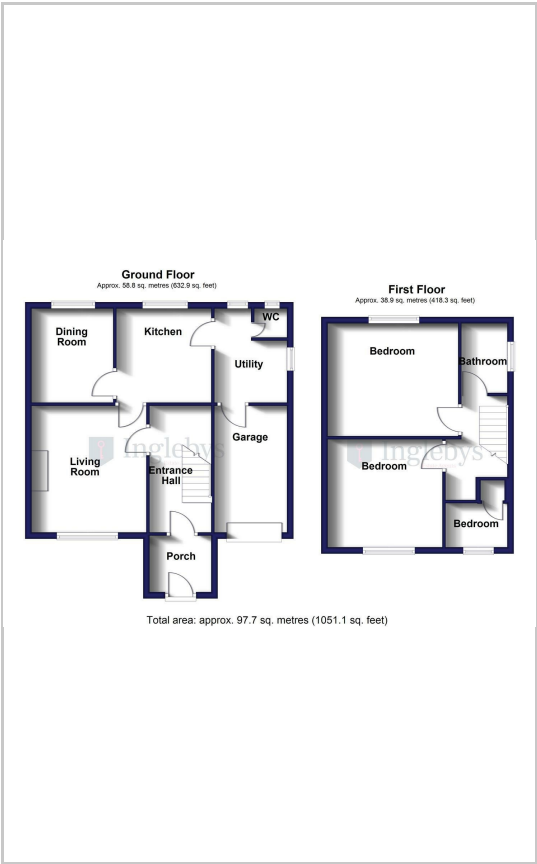 Ground Floor
Approx. 58.8 sq. metres (632.9 sq. feet)
Dining
Room
Kitchen
WC
Utility
Living
Room
Entrance
Hall
Garage
Porch
Inglebys
First Floor
Approx. 38.9 sq. metres (418.3 sq. feet)
Bedroom
Bathroom
Bedroom
Bedroom
Inglebys
Total area: approx. 97.7 sq. metres (1051.1 sq. feet)